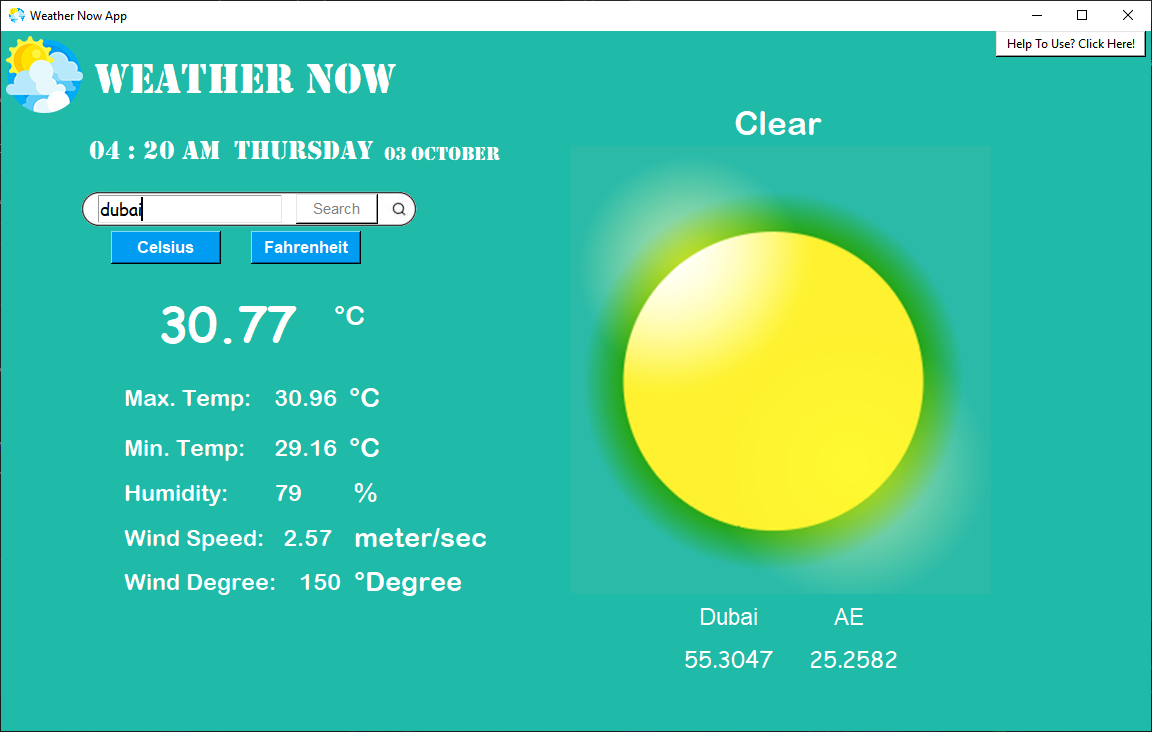 Weather Now App
Help To Use? Click Here!
WEATHER NOW
04 : 20 AM THURSDAY 03 OCTOBER
dubai Search
Celsius Fahrenheit
30.77 °C
Max. Temp: 30.96 °C
Min. Temp: 29.16 °C
Humidity: 79 %
Wind Speed: 2.57 meter/sec
Wind Degree: 150 °Degree
Clear
Dubai AE
55.3047 25.2582